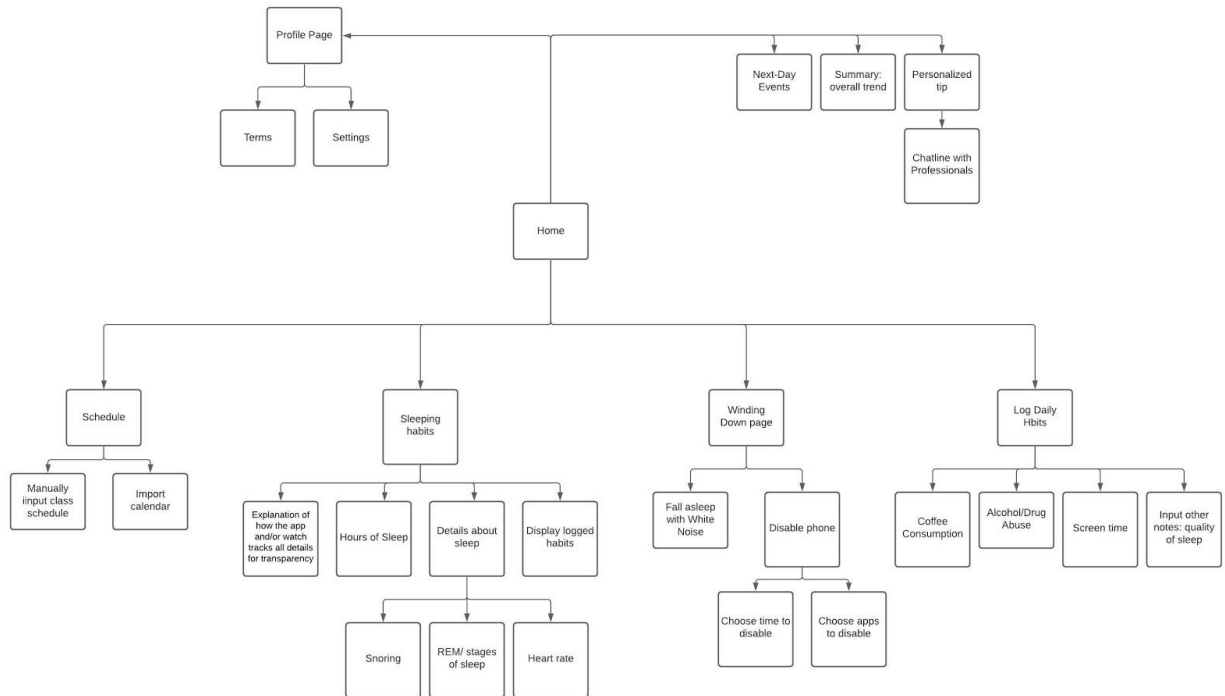 Profile Page
Next-Day
Events
Summary:
overall trend
Personalized
tip
Terms
Settings
Chatline with
Professionals
Home
Schedule
Sleeping
habits
Winding
Down page
Log Daily
Hbits
Manually
iinput class
schedule
Import
calendar
Explanation of
how the app
and/or watch
tracks all details
for transparency
Hours of Sleep
Details about
sleep
Display logged
habits
Fall asleep
with White
Noise
Disable phone
Coffee
Consumption
Alcohol/Drug
Abuse
Screen time
Input other
notes: quality
of sleep
Snoring
REM/ stages
of sleep
Heart rate
Choose time to
disable
Choose apps
to disable